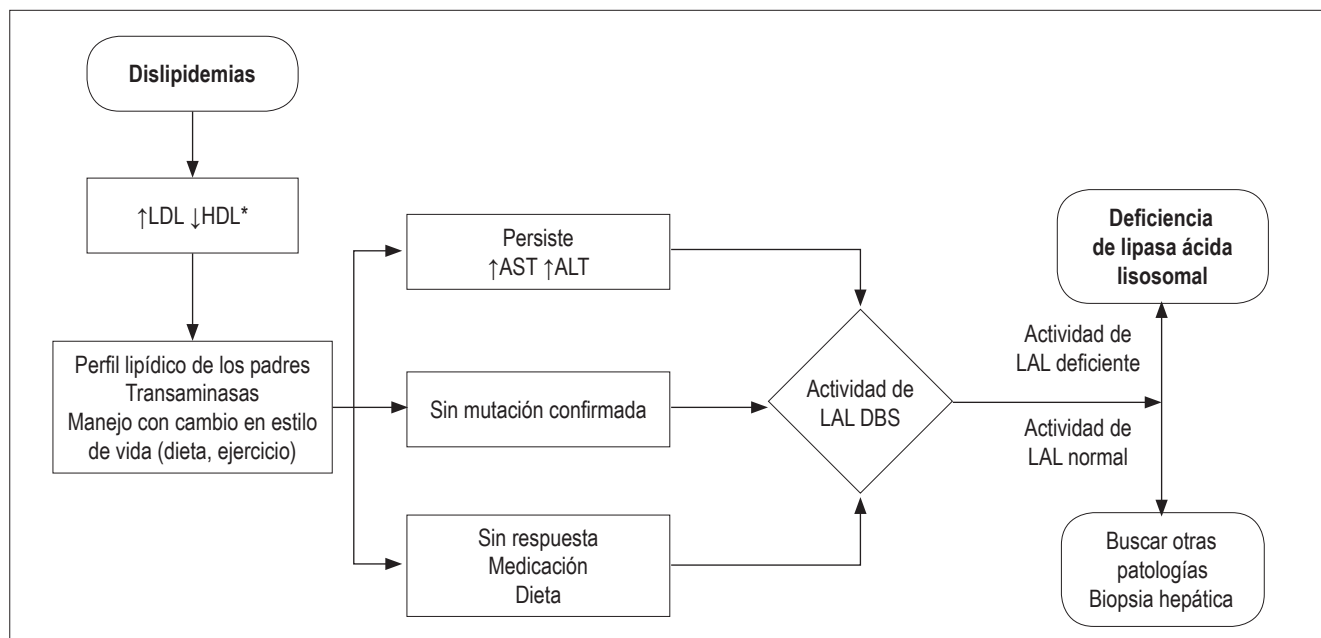 Dislipidemias
↑LDL ↓HDL*
Perfil lipídico de los padres
Transaminasas
Manejo con cambio en estilo
de vida (dieta, ejercicio)
Persiste
↑AST ↑ALT
Sin mutación confirmada
Sin respuesta
Medicación
Dieta
Actividad de
LAL DBS
Actividad de
LAL deficiente
Actividad de
LAL normal
Deficiencia
de lipasa ácida
lisosomal
Buscar otras
patologías
Biopsia hepática